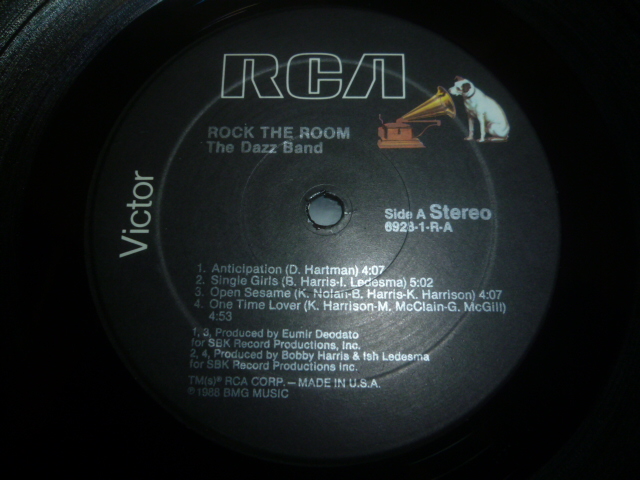 RCA
ROCK THE ROOM
The Dazz Band
Victor
Side A Stereo
6928-1-R-A
1. Anticipation (D. Hartman) 4:07
2. Single Girls (B. Harris-I. Ledesma) 5:02
3. Open Sesame (K. Nolan-B. Harris-K. Harrison) 4:07
4. One Time Lover (K. Harrison-M. McClain-G. McGill)
4:53
1, 3, Produced by Eumir Deodato
for SBK Record Productions, Inc.
2, 4, Produced by Bobby Harris & Ish Ledesma
for SBK Record Productions Inc.
TM(s)® RCA CORP. — MADE IN U.S.A.
℗1988 BMG MUSIC